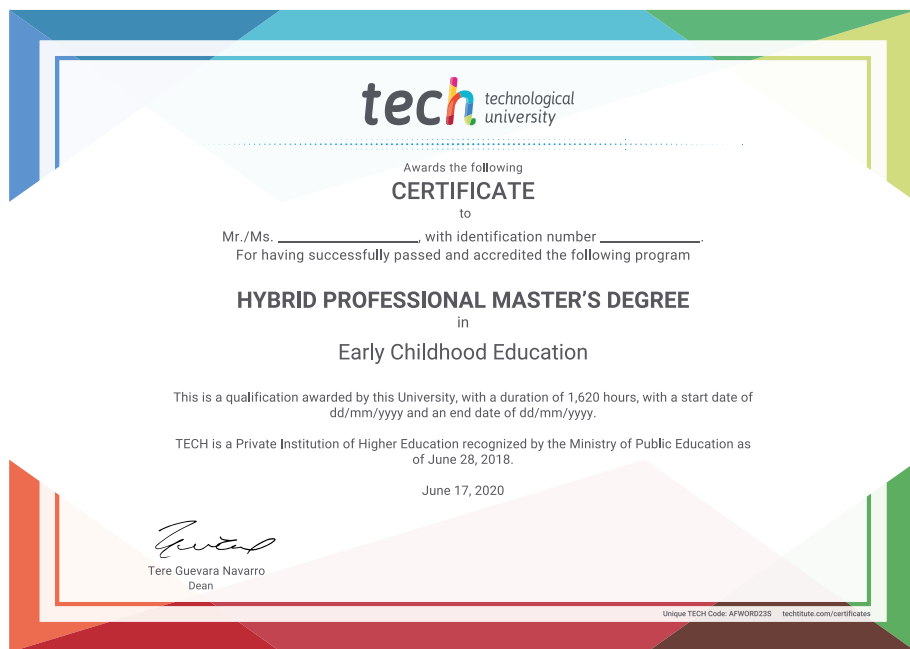 tech technological
university
Awards the following
CERTIFICATE
to
Mr./Ms. ____________________, with identification number ______________.
For having successfully passed and accredited the following program
HYBRID PROFESSIONAL MASTER'S DEGREE
in
Early Childhood Education
This is a qualification awarded by this University, with a duration of 1,620 hours, with a start date of
dd/mm/yyyy and an end date of dd/mm/yyyy.
TECH is a Private Institution of Higher Education recognized by the Ministry of Public Education as
of June 28, 2018.
June 17, 2020
Tere Guevara Navarro
Dean
Unique TECH Code: AFWORD23S techtitute.com/certificates